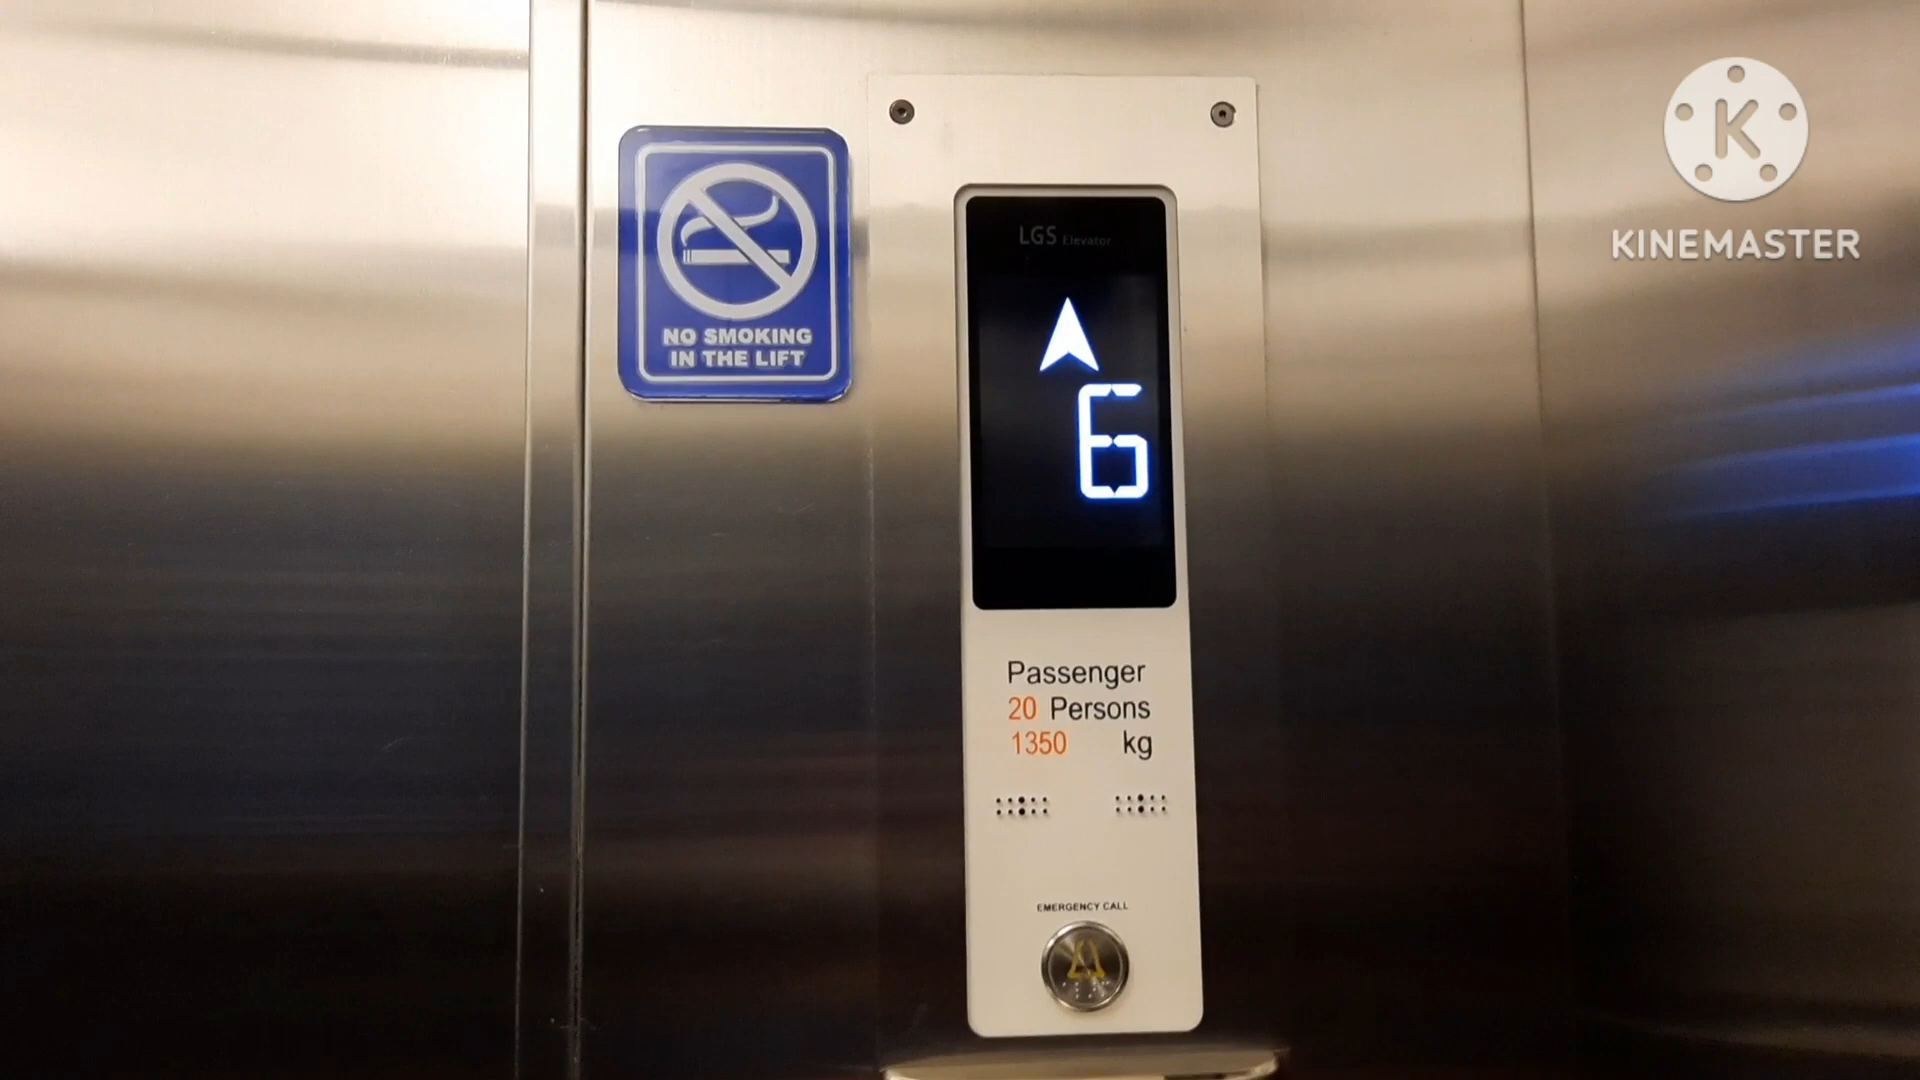 K
KINEMASTER
NO SMOKING
IN THE LIFT
LGS Elevator
6
Passenger
20 Persons
1350 kg
EMERGENCY CALL